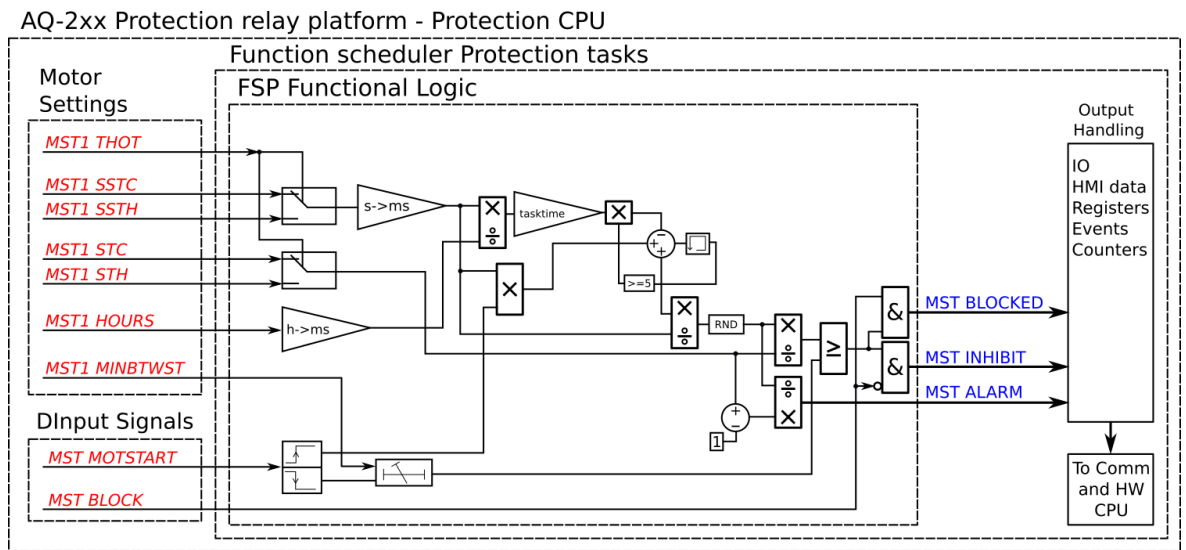 AQ-2xx Protection relay platform - Protection CPU
Function scheduler Protection tasks
FSP Functional Logic
Motor
Settings
MST1 THOT
MST1 SSTC
MST1 SSTH
MST1 STC
MST1 STH
MST1 HOURS
MST1 MINBTWST
DInput Signals
MST MOTSTART
MST BLOCK
s->ms
h->ms
×
÷
tasktime
×
−
+
+
>=5
×
×
÷
RND
×
÷
÷
×
+
−
1
≥
&
&
MST BLOCKED
MST INHIBIT
MST ALARM
Output
Handling
IO
HMI data
Registers
Events
Counters
To Comm
and HW
CPU